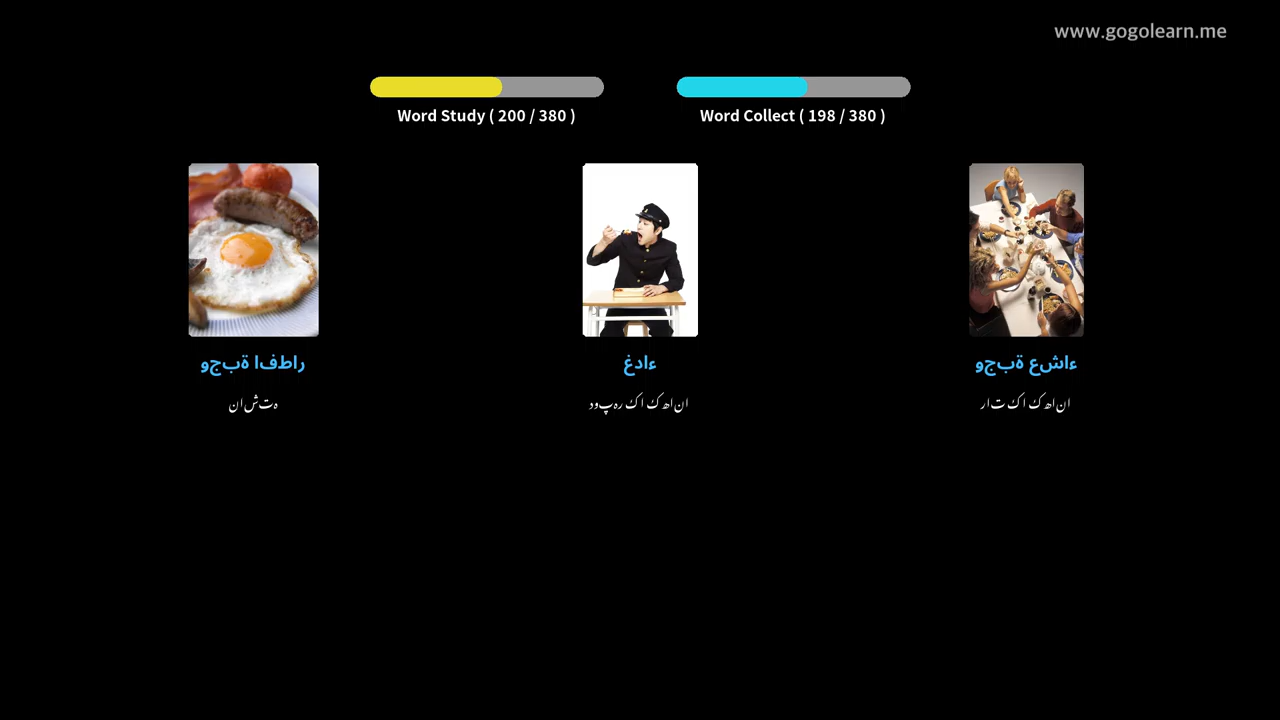 www.gogolearn.me
Word Study ( 200 / 380 )
Word Collect ( 198 / 380 )
وجبة افطار
غداء
وجبة عشاء
ناشتہ
دوپہر کا کھانا
رات کا کھانا